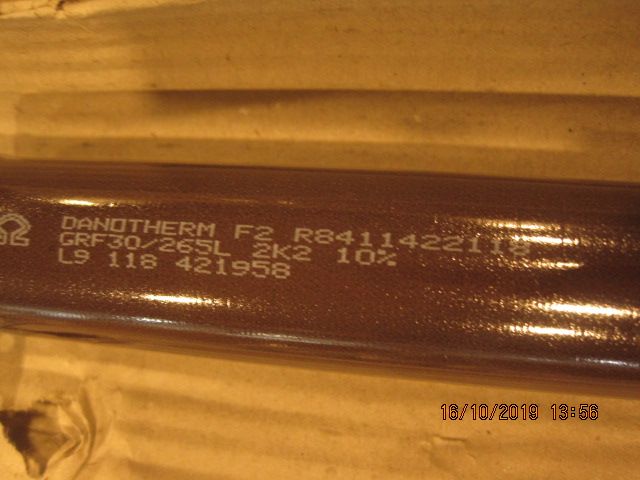 DANOTHERM F2 R8411422118
GRF30/265L 2K2 10%
L9 118 421958
16/10/2019 13:56